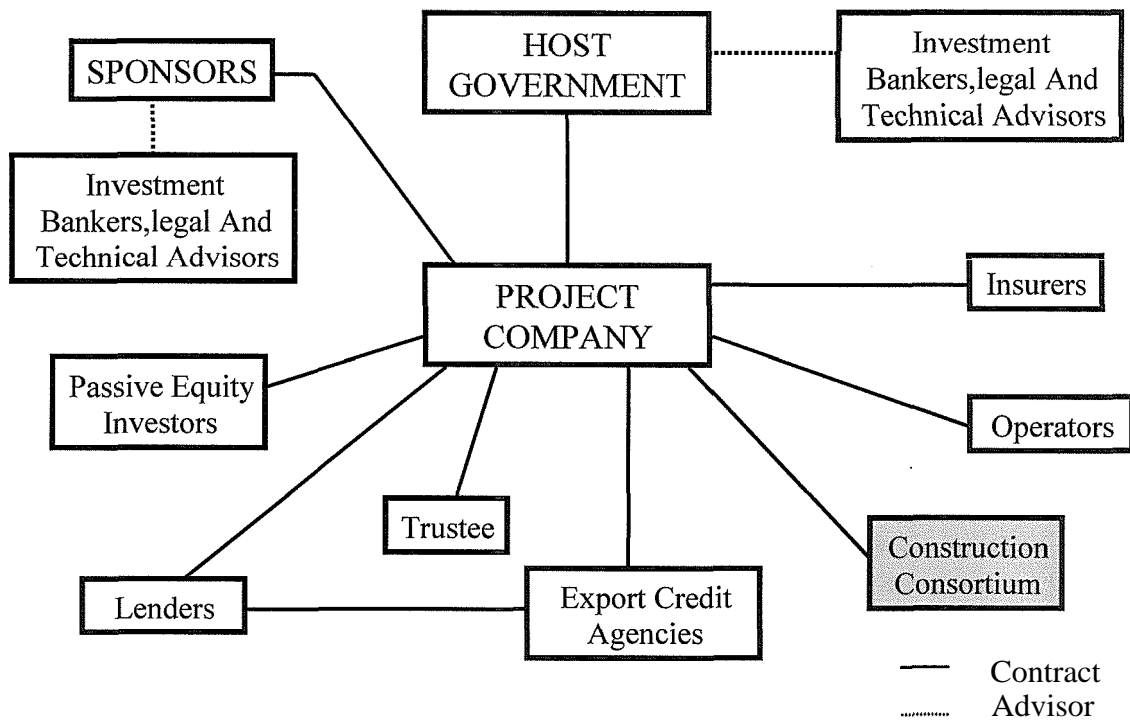 SPONSORS
HOST
GOVERNMENT
Investment
Bankers,legal And
Technical Advisors
Investment
Bankers,legal And
Technical Advisors
PROJECT
COMPANY
Insurers
Passive Equity
Investors
Operators
Trustee
Construction
Consortium
Lenders
Export Credit
Agencies
Contract
Advisor